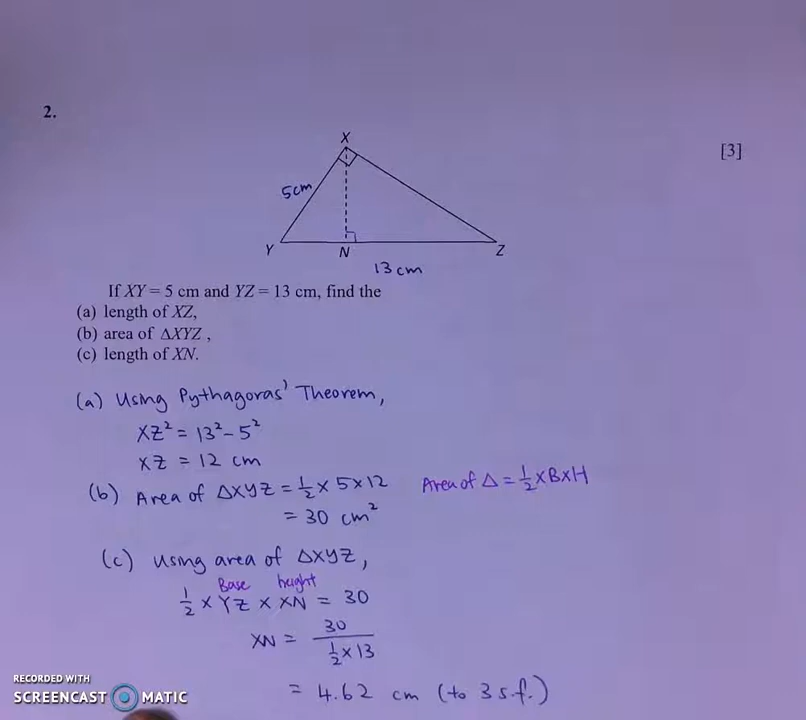 2.
[3]
X
5cm
Y
N
Z
13 cm
If XY = 5 cm and YZ = 13 cm, find the
(a) length of XZ,
(b) area of ΔXYZ ,
(c) length of XN.
(a) Using Pythagoras' Theorem,
XZ² = 13² - 5²
XZ = 12 cm
(b) Area of ΔXYZ = 1/2 × 5 × 12 Area of Δ = 1/2 × B × H
= 30 cm²
(c) Using area of ΔXYZ,
Base height
1/2 × YZ × XN = 30
XN = 30 / (1/2 × 13)
= 4.62 cm (to 3 s.f.)
RECORDED WITH
SCREENCAST MATIC